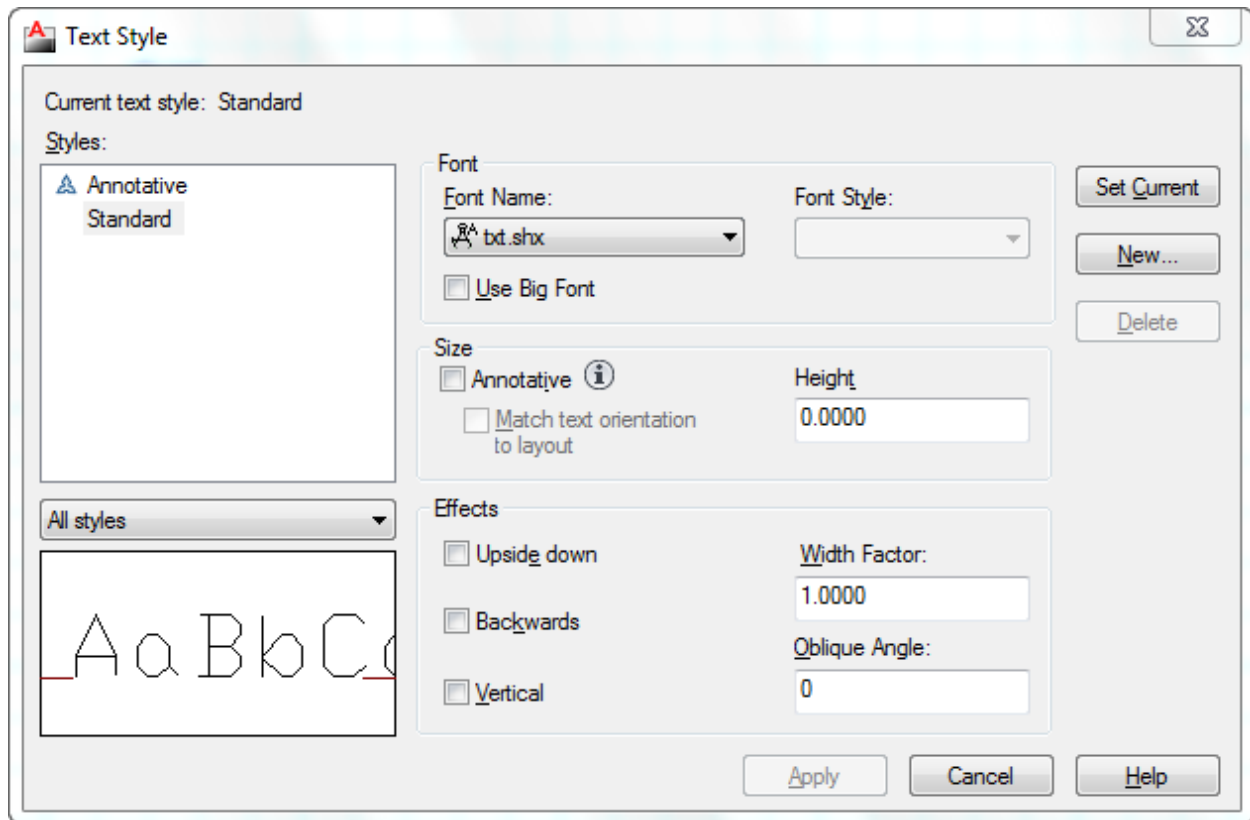 Text Style
Current text style: Standard
Styles:
Annotative
Standard
All styles
AaBbC
Font
Font Name:
txt.shx
Font Style:
Use Big Font
Size
Annotative
Match text orientation
to layout
Height
0.0000
Effects
Upside down
Backwards
Vertical
Width Factor:
1.0000
Oblique Angle:
0
Set Current
New...
Delete
Apply
Cancel
Help